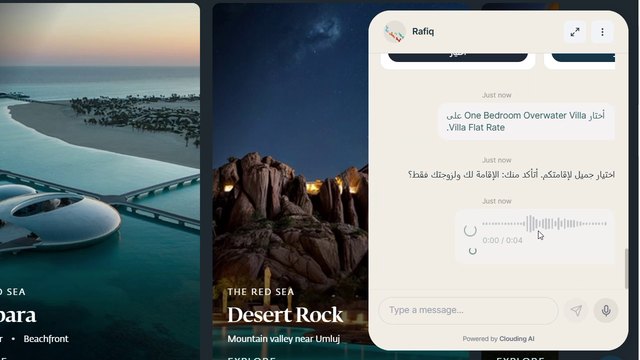 THE RED SEA
para
Beachfront
THE RED SEA
Desert Rock
Mountain valley near Umluj
EXPLORE
Rafiq
Just now
أختار One Bedroom Overwater Villa على
Villa Flat Rate.
Just now
اختيار جميل لإقامتكم. أتأكد منك: الإقامة لك ولزوجتك فقط؟
Just now
0:00 / 0:04
Type a message...
Powered by Clouding AI